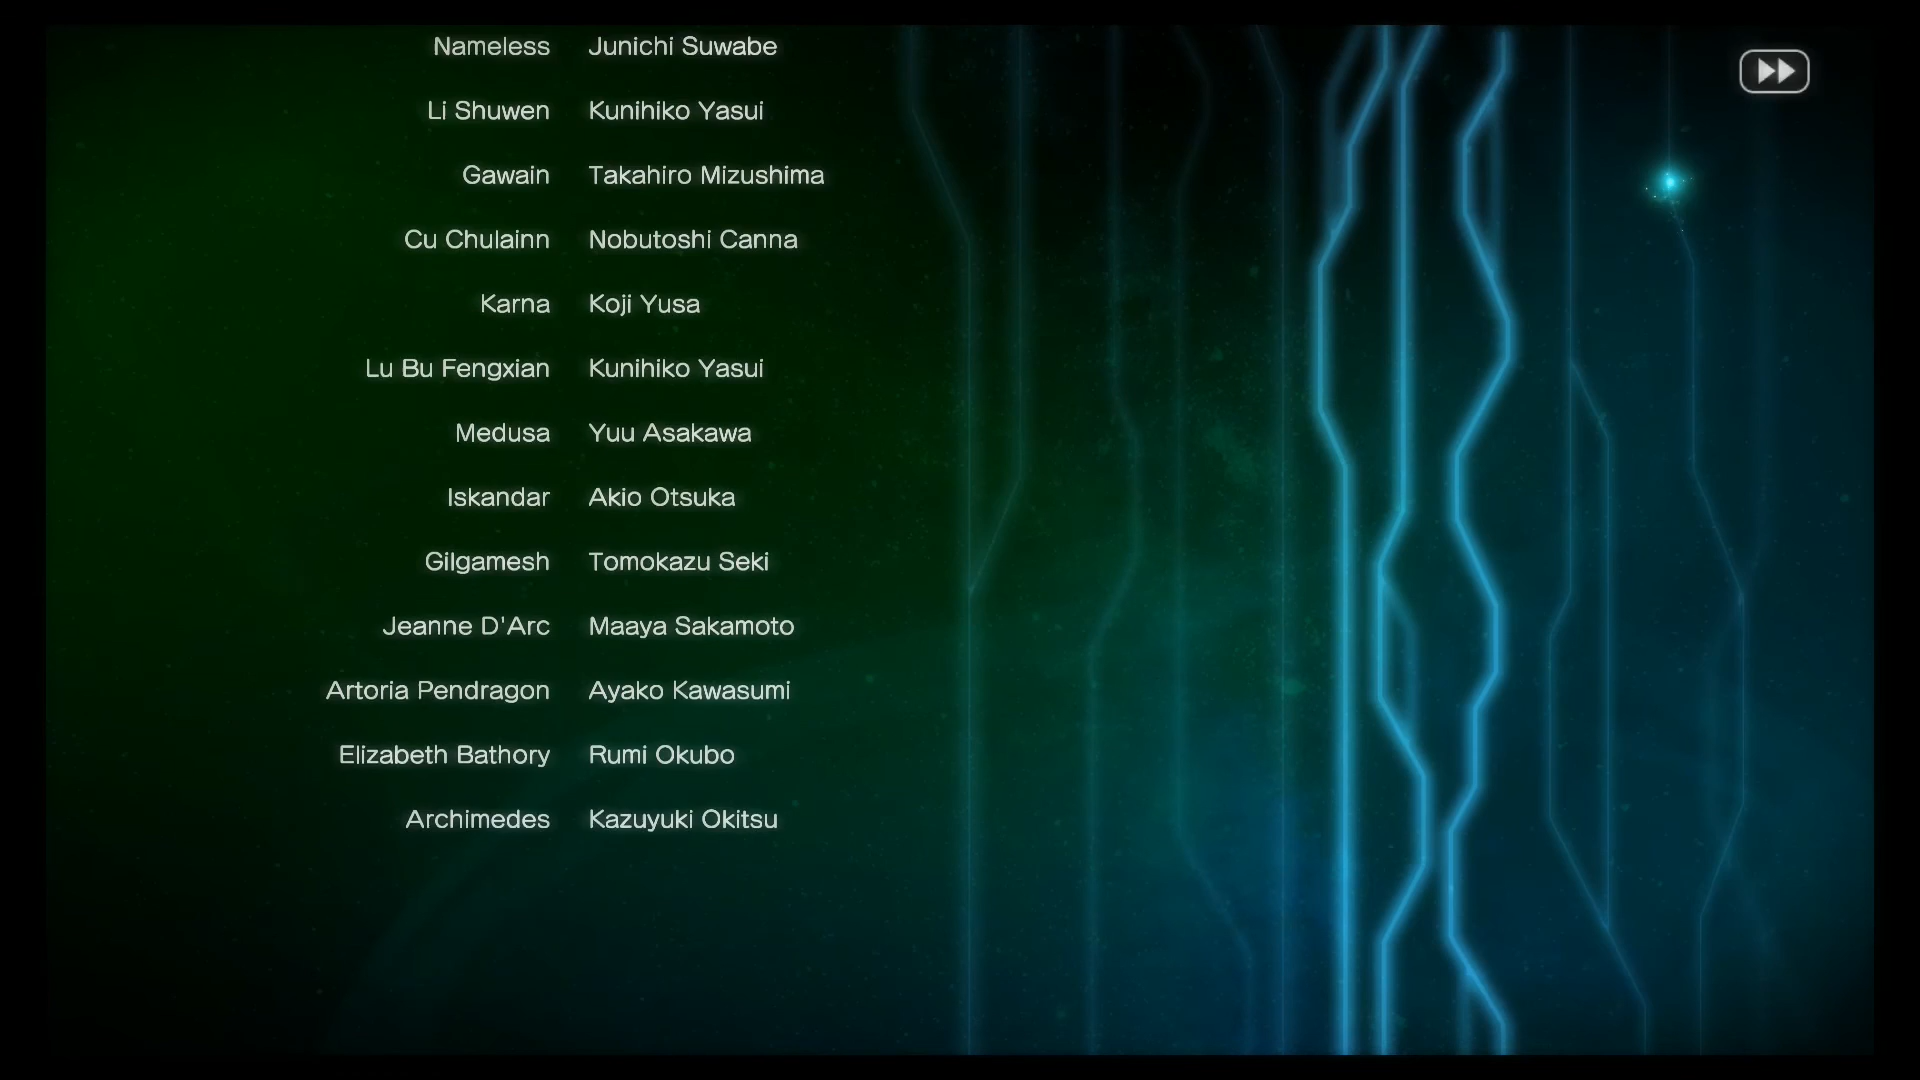 Nameless Junichi Suwabe
Li Shuwen Kunihiko Yasui
Gawain Takahiro Mizushima
Cu Chulainn Nobutoshi Canna
Karna Koji Yusa
Lu Bu Fengxian Kunihiko Yasui
Medusa Yuu Asakawa
Iskandar Akio Otsuka
Gilgamesh Tomokazu Seki
Jeanne D'Arc Maaya Sakamoto
Artoria Pendragon Ayako Kawasumi
Elizabeth Bathory Rumi Okubo
Archimedes Kazuyuki Okitsu